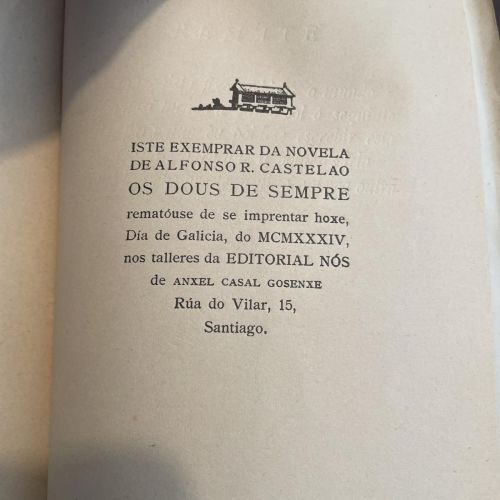 ISTE EXEMPRAR DA NOVELA
DE ALFONSO R. CASTELAO
OS DOUS DE SEMPRE
rematóuse de se imprentar hoxe,
Día de Galicia, do MCMXXXIV,
nos talleres da EDITORIAL NÓS
de ANXEL CASAL GOSENXE
Rúa do Vilar, 15,
Santiago.